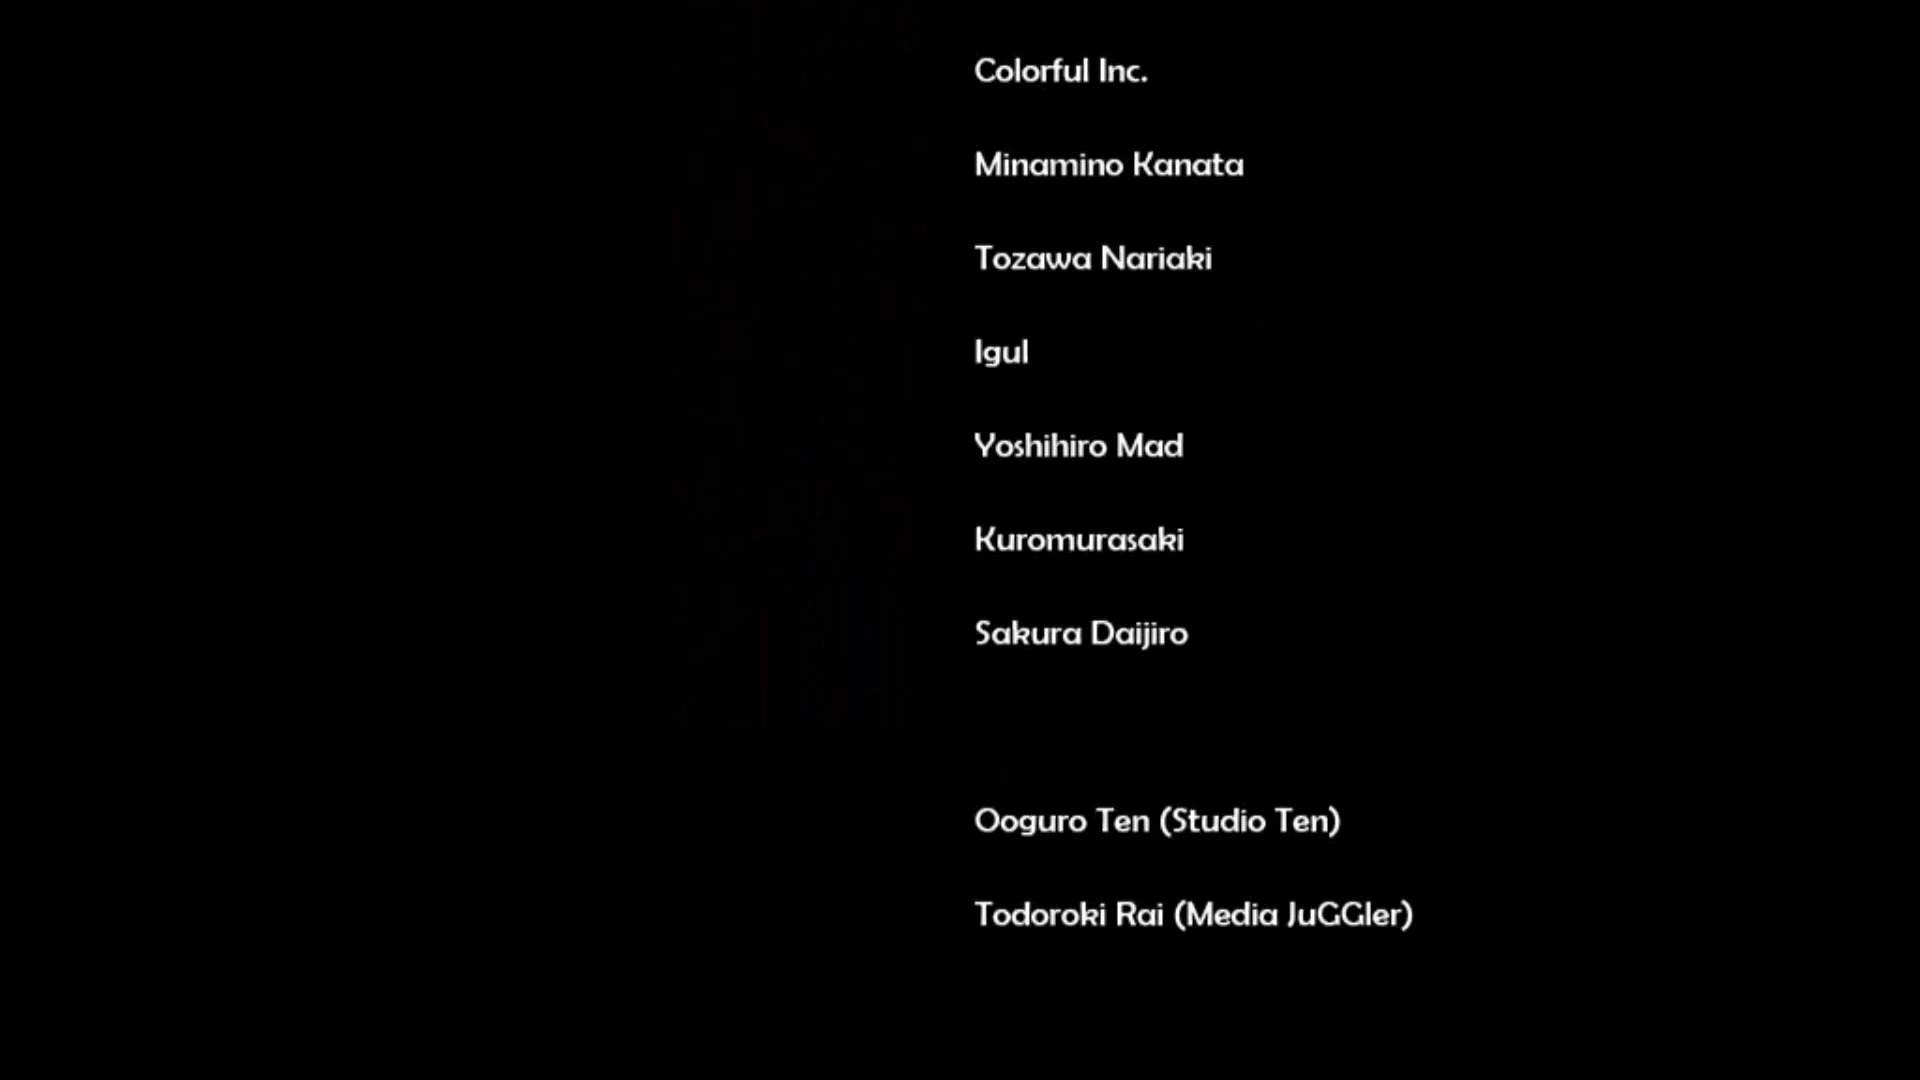 Colorful Inc.
Minamino Kanata
Tozawa Nariaki
Igul
Yoshihiro Mad
Kuromurasaki
Sakura Daijiro
Ooguro Ten (Studio Ten)
Todoroki Rai (Media JuGGler)